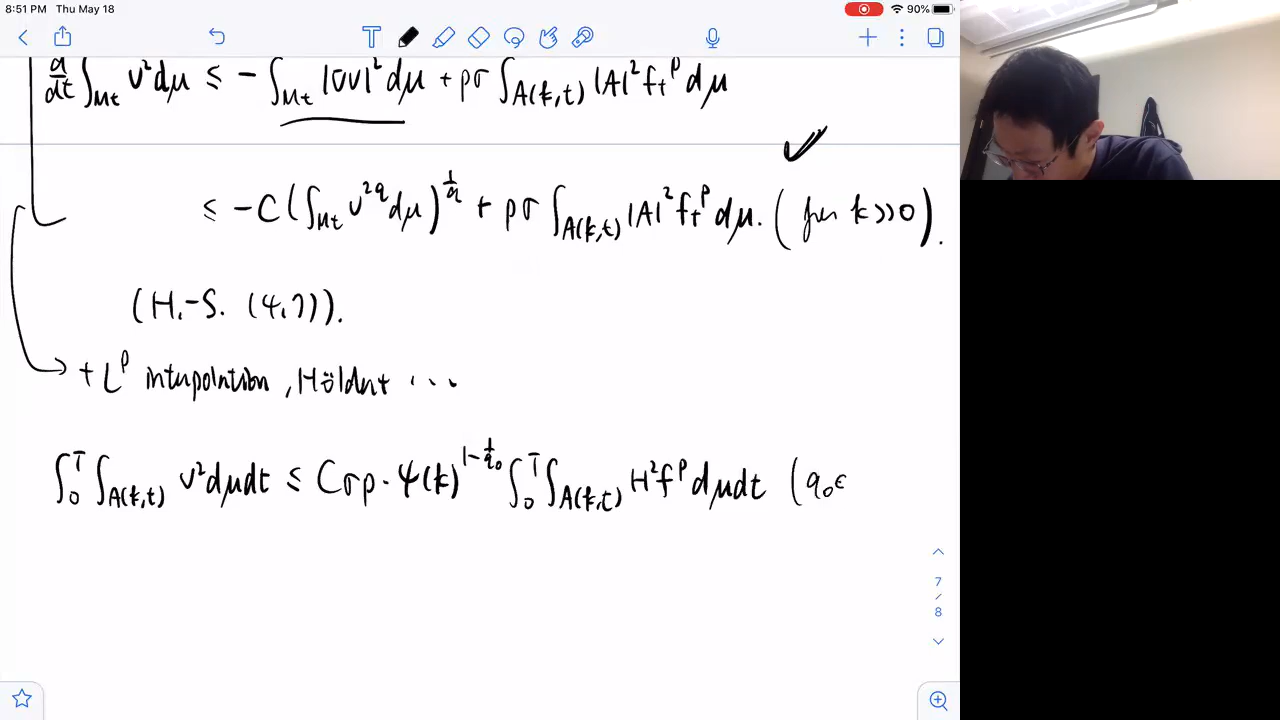 8:51 PM Thu May 18
90%
d/dt ∫_{M_t} v² dμ ≤ - ∫_{M_t} |∇v|² dμ + pσ ∫_{A(k,t)} |A|² f_+^p dμ
≤ -C (∫_{M_t} v^{2q} dμ)^{1/q} + pσ ∫_{A(k,t)} |A|² f_+^p dμ. (for k>>0).
(H.-S. (4.7)).
+ L^p interpolation, Hölder ...
∫_0^T ∫_{A(k,t)} v² dμdt ≤ Cσp · ψ(k)^{1-1/q_0} ∫_0^T ∫_{A(k,t)} H² f^p dμdt (q_0 ∈
7
/
8